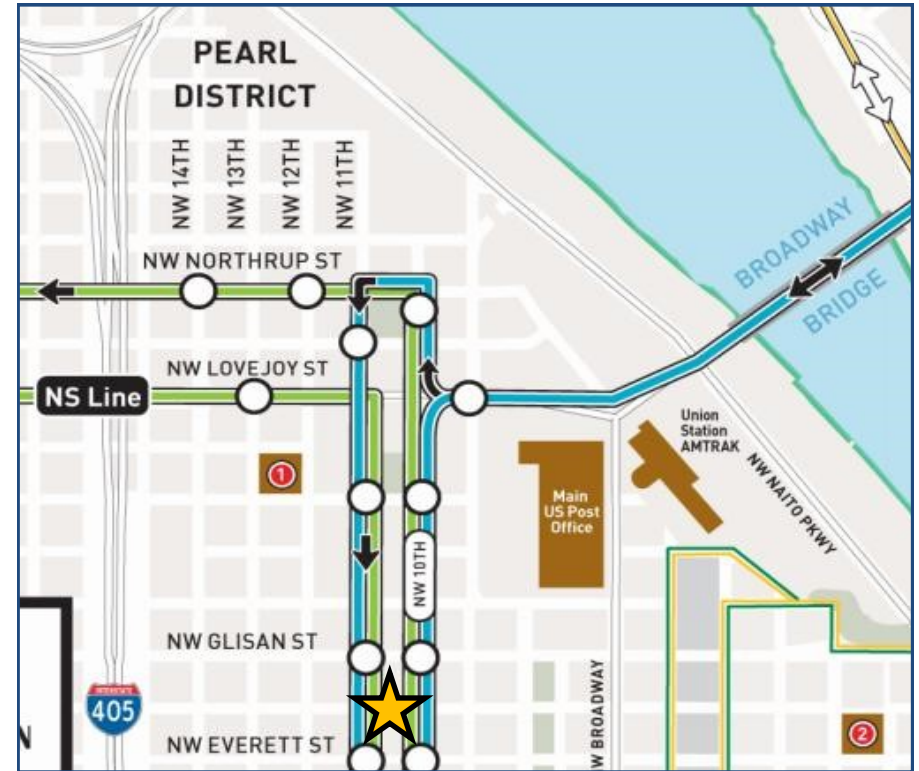 PEARL
DISTRICT
NW 14TH
NW 13TH
NW 12TH
NW 11TH
NW NORTHRUP ST
BROADWAY
BRIDGE
NW LOVEJOY ST
NS Line
Union
Station
AMTRAK
1
Main
US Post
Office
NW NAITO PKWY
NW 10TH
NW GLISAN ST
405
W BROADWAY
N
2
NW EVERETT ST